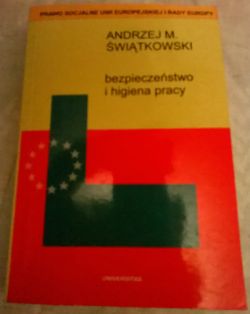 PRAWO SOCJALNE UNII EUROPEJSKIEJ I RADY EUROPY
ANDRZEJ M.
ŚWIĄTKOWSKI
bezpieczeństwo
i higiena pracy
UNIVERSITAS